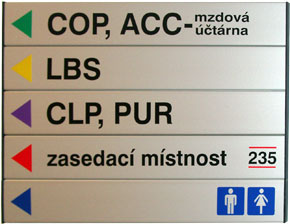 COP, ACC-mzdová účtárna
LBS
CLP, PUR
zasedací místnost 235